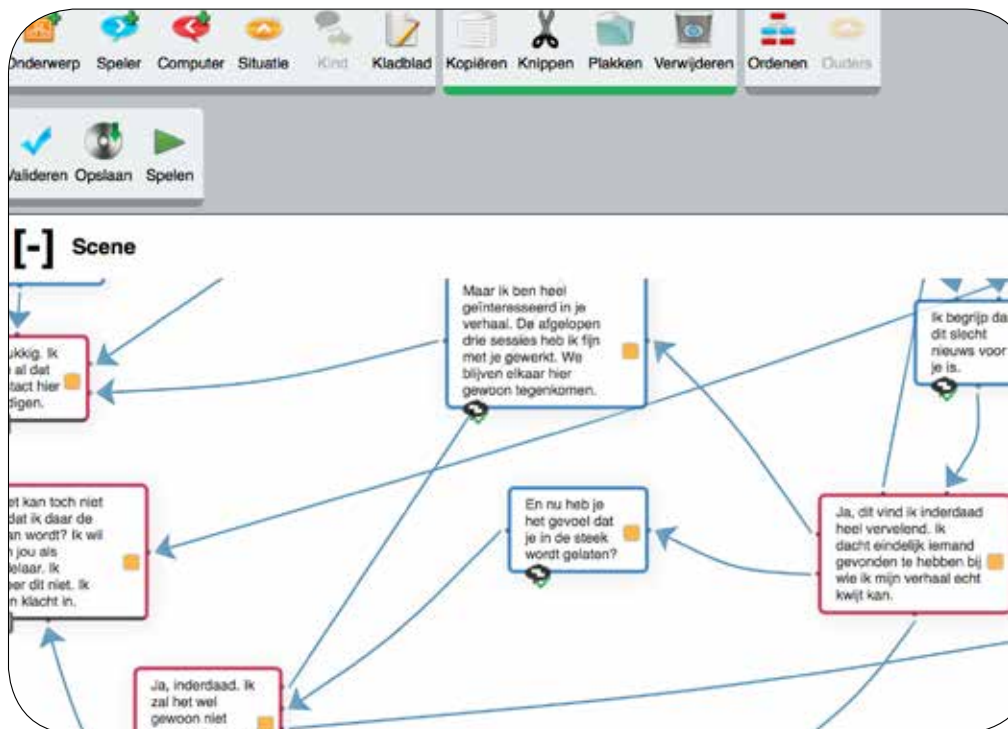 Onderwerp Speler Computer Situatie Kind Kladblad Kopiëren Knippen Plakken Verwijderen Ordenen Ouders
Valideren Opslaan Spelen
[-] Scene
Maar ik ben heel
geïnteresseerd in je
verhaal. De afgelopen
drie sessies heb ik fijn
met je gewerkt. We
blijven elkaar hier
gewoon tegenkomen.
Ik begrijp da
dit slecht
nieuws voor
je is.
ukkig. Ik
al dat
tact hier
digen.
et kan toch niet
dat ik daar de
an wordt? Ik wil
jou als
elaar. Ik
eer dit niet. Ik
n klacht in.
En nu heb je
het gevoel dat
je in de steek
wordt gelaten?
Ja, dit vind ik inderdaad
heel vervelend. Ik
dacht eindelijk iemand
gevonden te hebben bij
wie ik mijn verhaal echt
kwijt kan.
Ja, inderdaad. Ik
zal het wel
gewoon niet